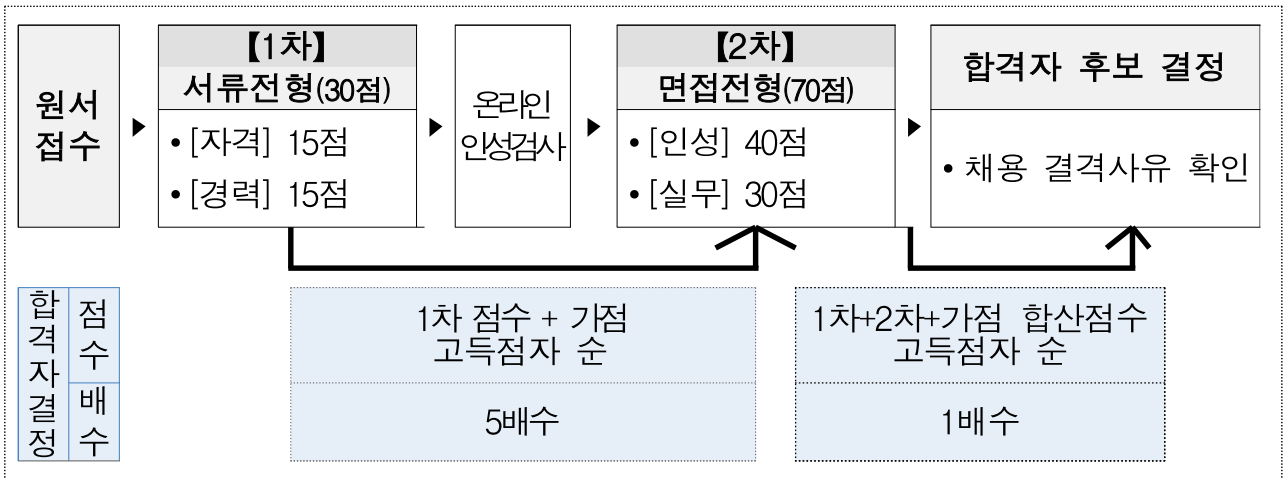 원서
접수
▶
【1차】
서류전형(30점)
• [자격] 15점
• [경력] 15점
▶
온라인
인성검사
▶
【2차】
면접전형(70점)
• [인성] 40점
• [실무] 30점
▶
합격자 후보 결정
• 채용 결격사유 확인
합격자결정
점수
1차 점수 + 가점
고득점자 순
1차+2차+가점 합산점수
고득점자 순
배수
5배수
1배수